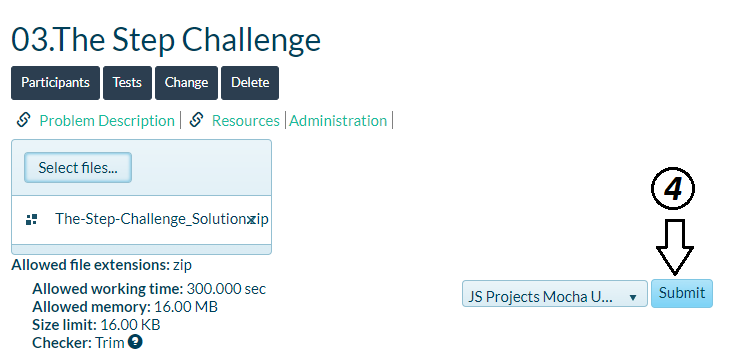 03.The Step Challenge
Participants Tests Change Delete
Problem Description Resources Administration
Select files...
The-Step-Challenge_Solution.zip
Allowed file extensions: zip
Allowed working time: 300.000 sec
Allowed memory: 16.00 MB
Size limit: 16.00 KB
Checker: Trim ?
4
JS Projects Mocha U... Submit